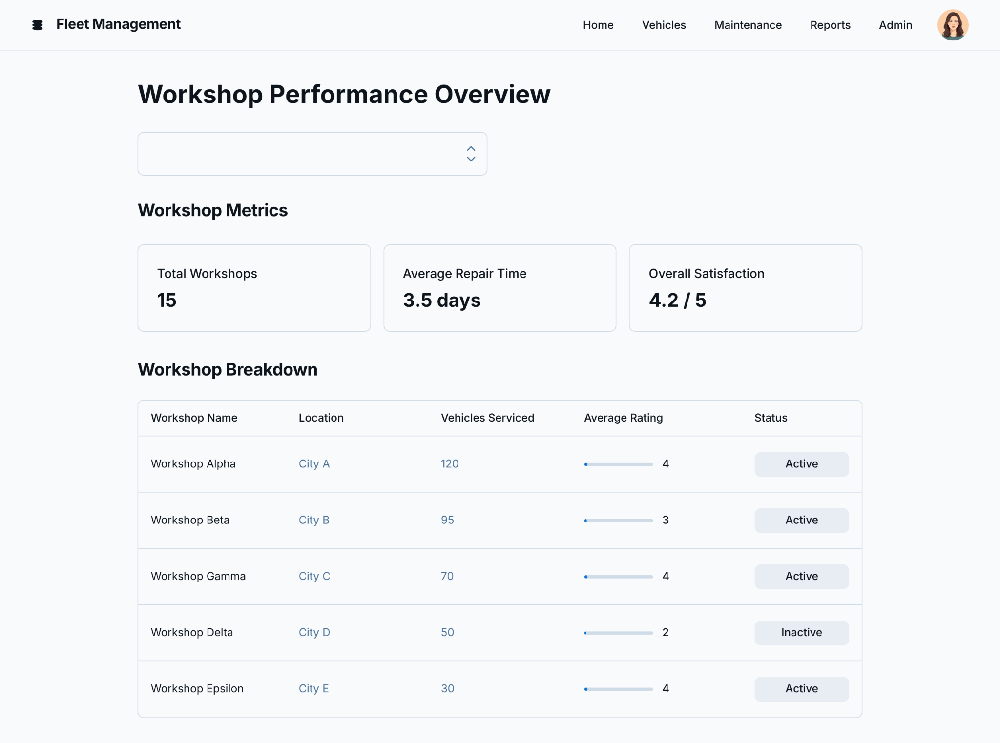 Fleet Management
Home Vehicles Maintenance Reports Admin
Workshop Performance Overview
Workshop Metrics
Total Workshops
15
Average Repair Time
3.5 days
Overall Satisfaction
4.2 / 5
Workshop Breakdown
Workshop Name Location Vehicles Serviced Average Rating Status
Workshop Alpha City A 120 4 Active
Workshop Beta City B 95 3 Active
Workshop Gamma City C 70 4 Active
Workshop Delta City D 50 2 Inactive
Workshop Epsilon City E 30 4 Active